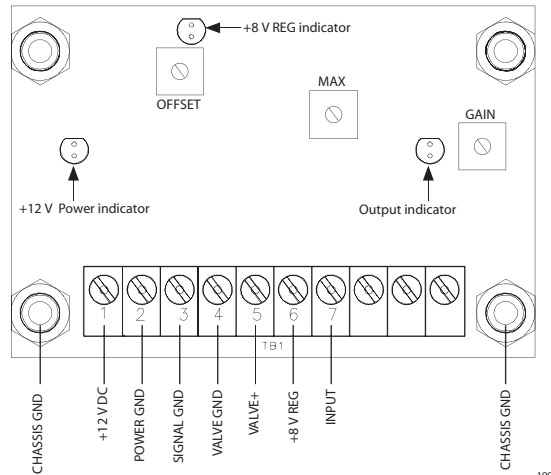 +8 V REG indicator
OFFSET
MAX
GAIN
+12 V Power indicator
Output indicator
1 2 3 4 5 6 7
TB1
CHASSIS GND
+12 V DC
POWER GND
SIGNAL GND
VALVE GND
VALVE+
+8 V REG
INPUT
CHASSIS GND